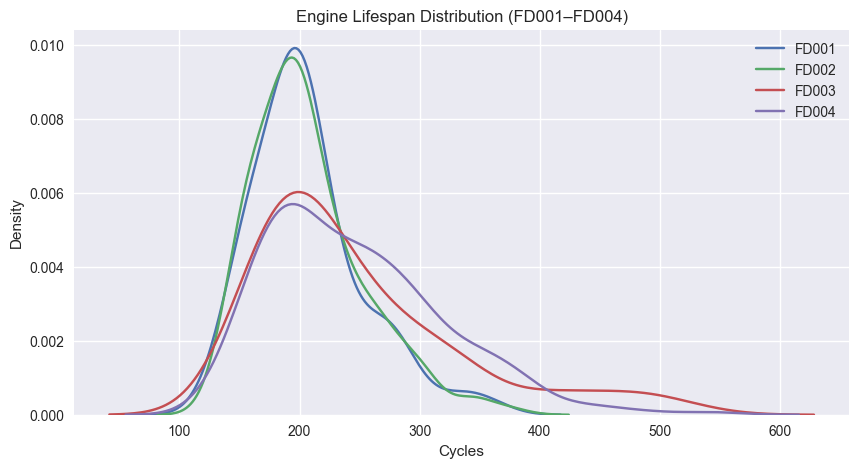 Engine Lifespan Distribution (FD001–FD004)
0.010
0.008
0.006
0.004
0.002
0.000
Density
100
200
300
400
500
600
Cycles
FD001
FD002
FD003
FD004